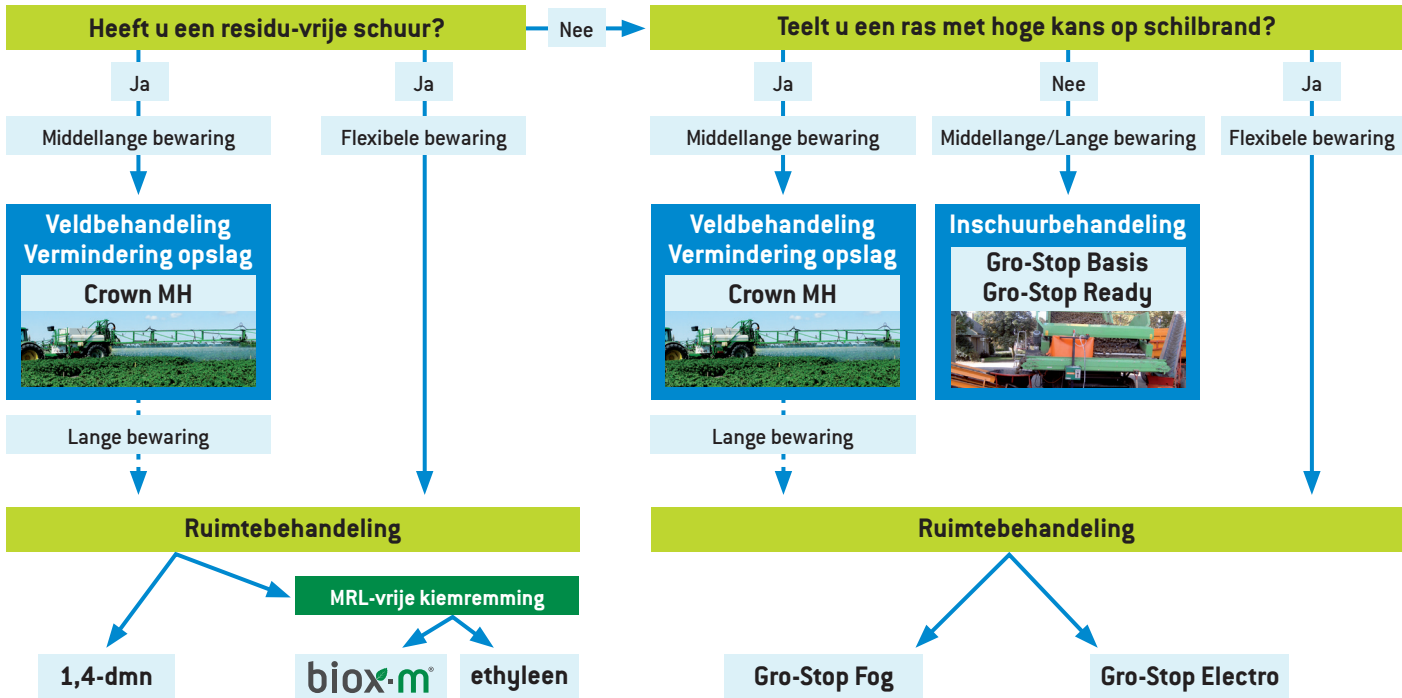 Heeft u een residu-vrije schuur?
Nee
Teelt u een ras met hoge kans op schilbrand?
Ja
Ja
Ja
Nee
Ja
Middellange bewaring
Flexibele bewaring
Middellange bewaring
Middellange/Lange bewaring
Flexibele bewaring
Veldbehandeling
Vermindering opslag
Crown MH
Veldbehandeling
Vermindering opslag
Crown MH
Inschuurbehandeling
Gro-Stop Basis
Gro-Stop Ready
Lange bewaring
Lange bewaring
Ruimtebehandeling
Ruimtebehandeling
MRL-vrije kiemremming
1,4-dmn
biox·m®
ethyleen
Gro-Stop Fog
Gro-Stop Electro